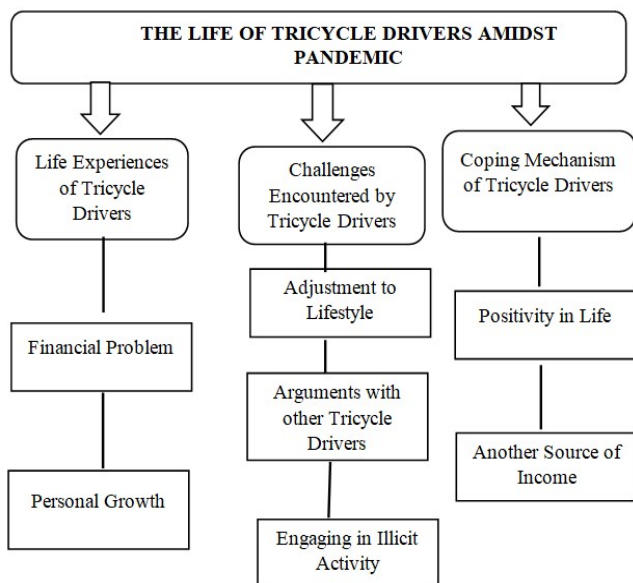 THE LIFE OF TRICYCLE DRIVERS AMIDST
PANDEMIC
Life Experiences
of Tricycle
Drivers
Financial Problem
Personal Growth
Challenges
Encountered by
Tricycle Drivers
Adjustment to
Lifestyle
Arguments with
other Tricycle
Drivers
Engaging in Illicit
Activity
Coping Mechanism
of Tricycle Drivers
Positivity in Life
Another Source of
Income